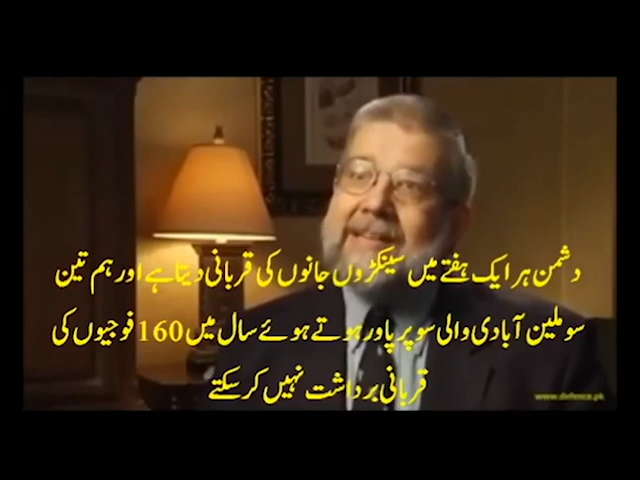 دشمن ہر ایک ہفتے میں سینکڑوں جانوں کی قربانی دیتا ہے اور ہم تین
سو ملین آبادی والی سوپر پاور ہوتے ہوئے سال میں 160 فوجیوں کی
قربانی برداشت نہیں کر سکتے
www.defence.pk